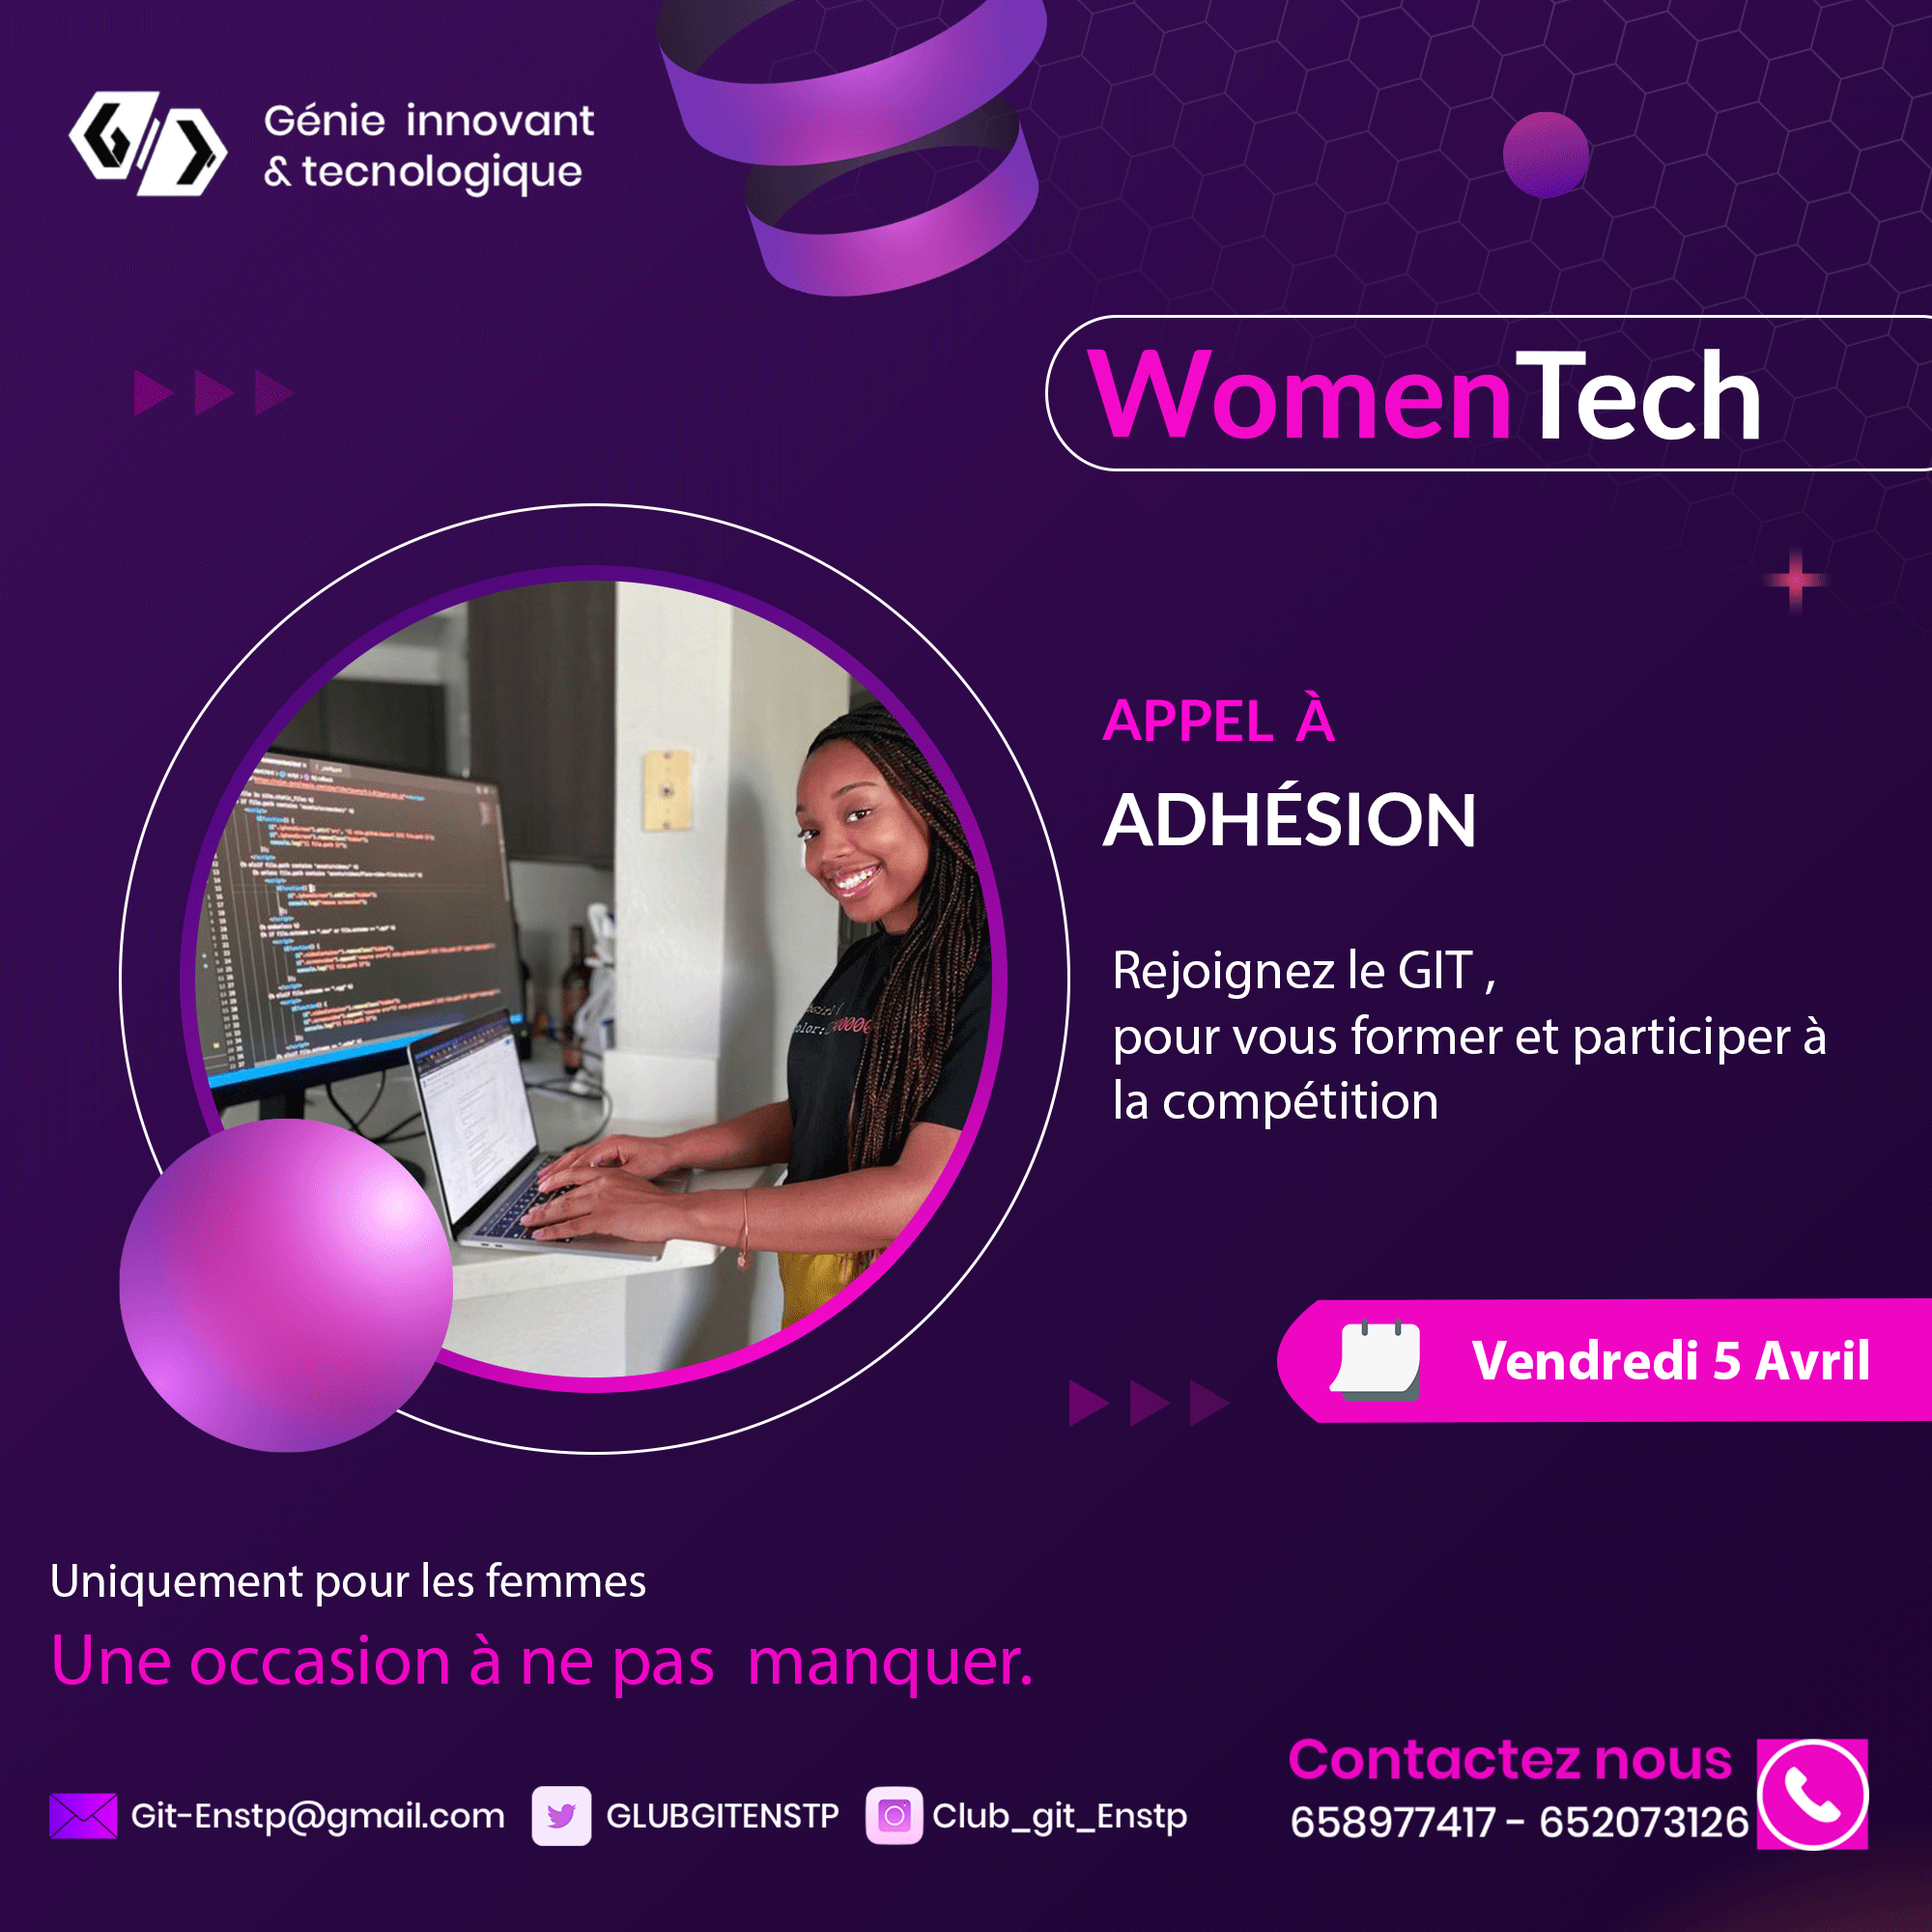 Génie innovant
& tecnologique
WomenTech
APPEL À
ADHÉSION
Rejoignez le GIT ,
pour vous former et participer à
la compétition
Vendredi 5 Avril
Uniquement pour les femmes
Une occasion à ne pas manquer.
Contactez nous
658977417 - 652073126
Git-Enstp@gmail.com
GLUBGITENSTP
Club_git_Enstp